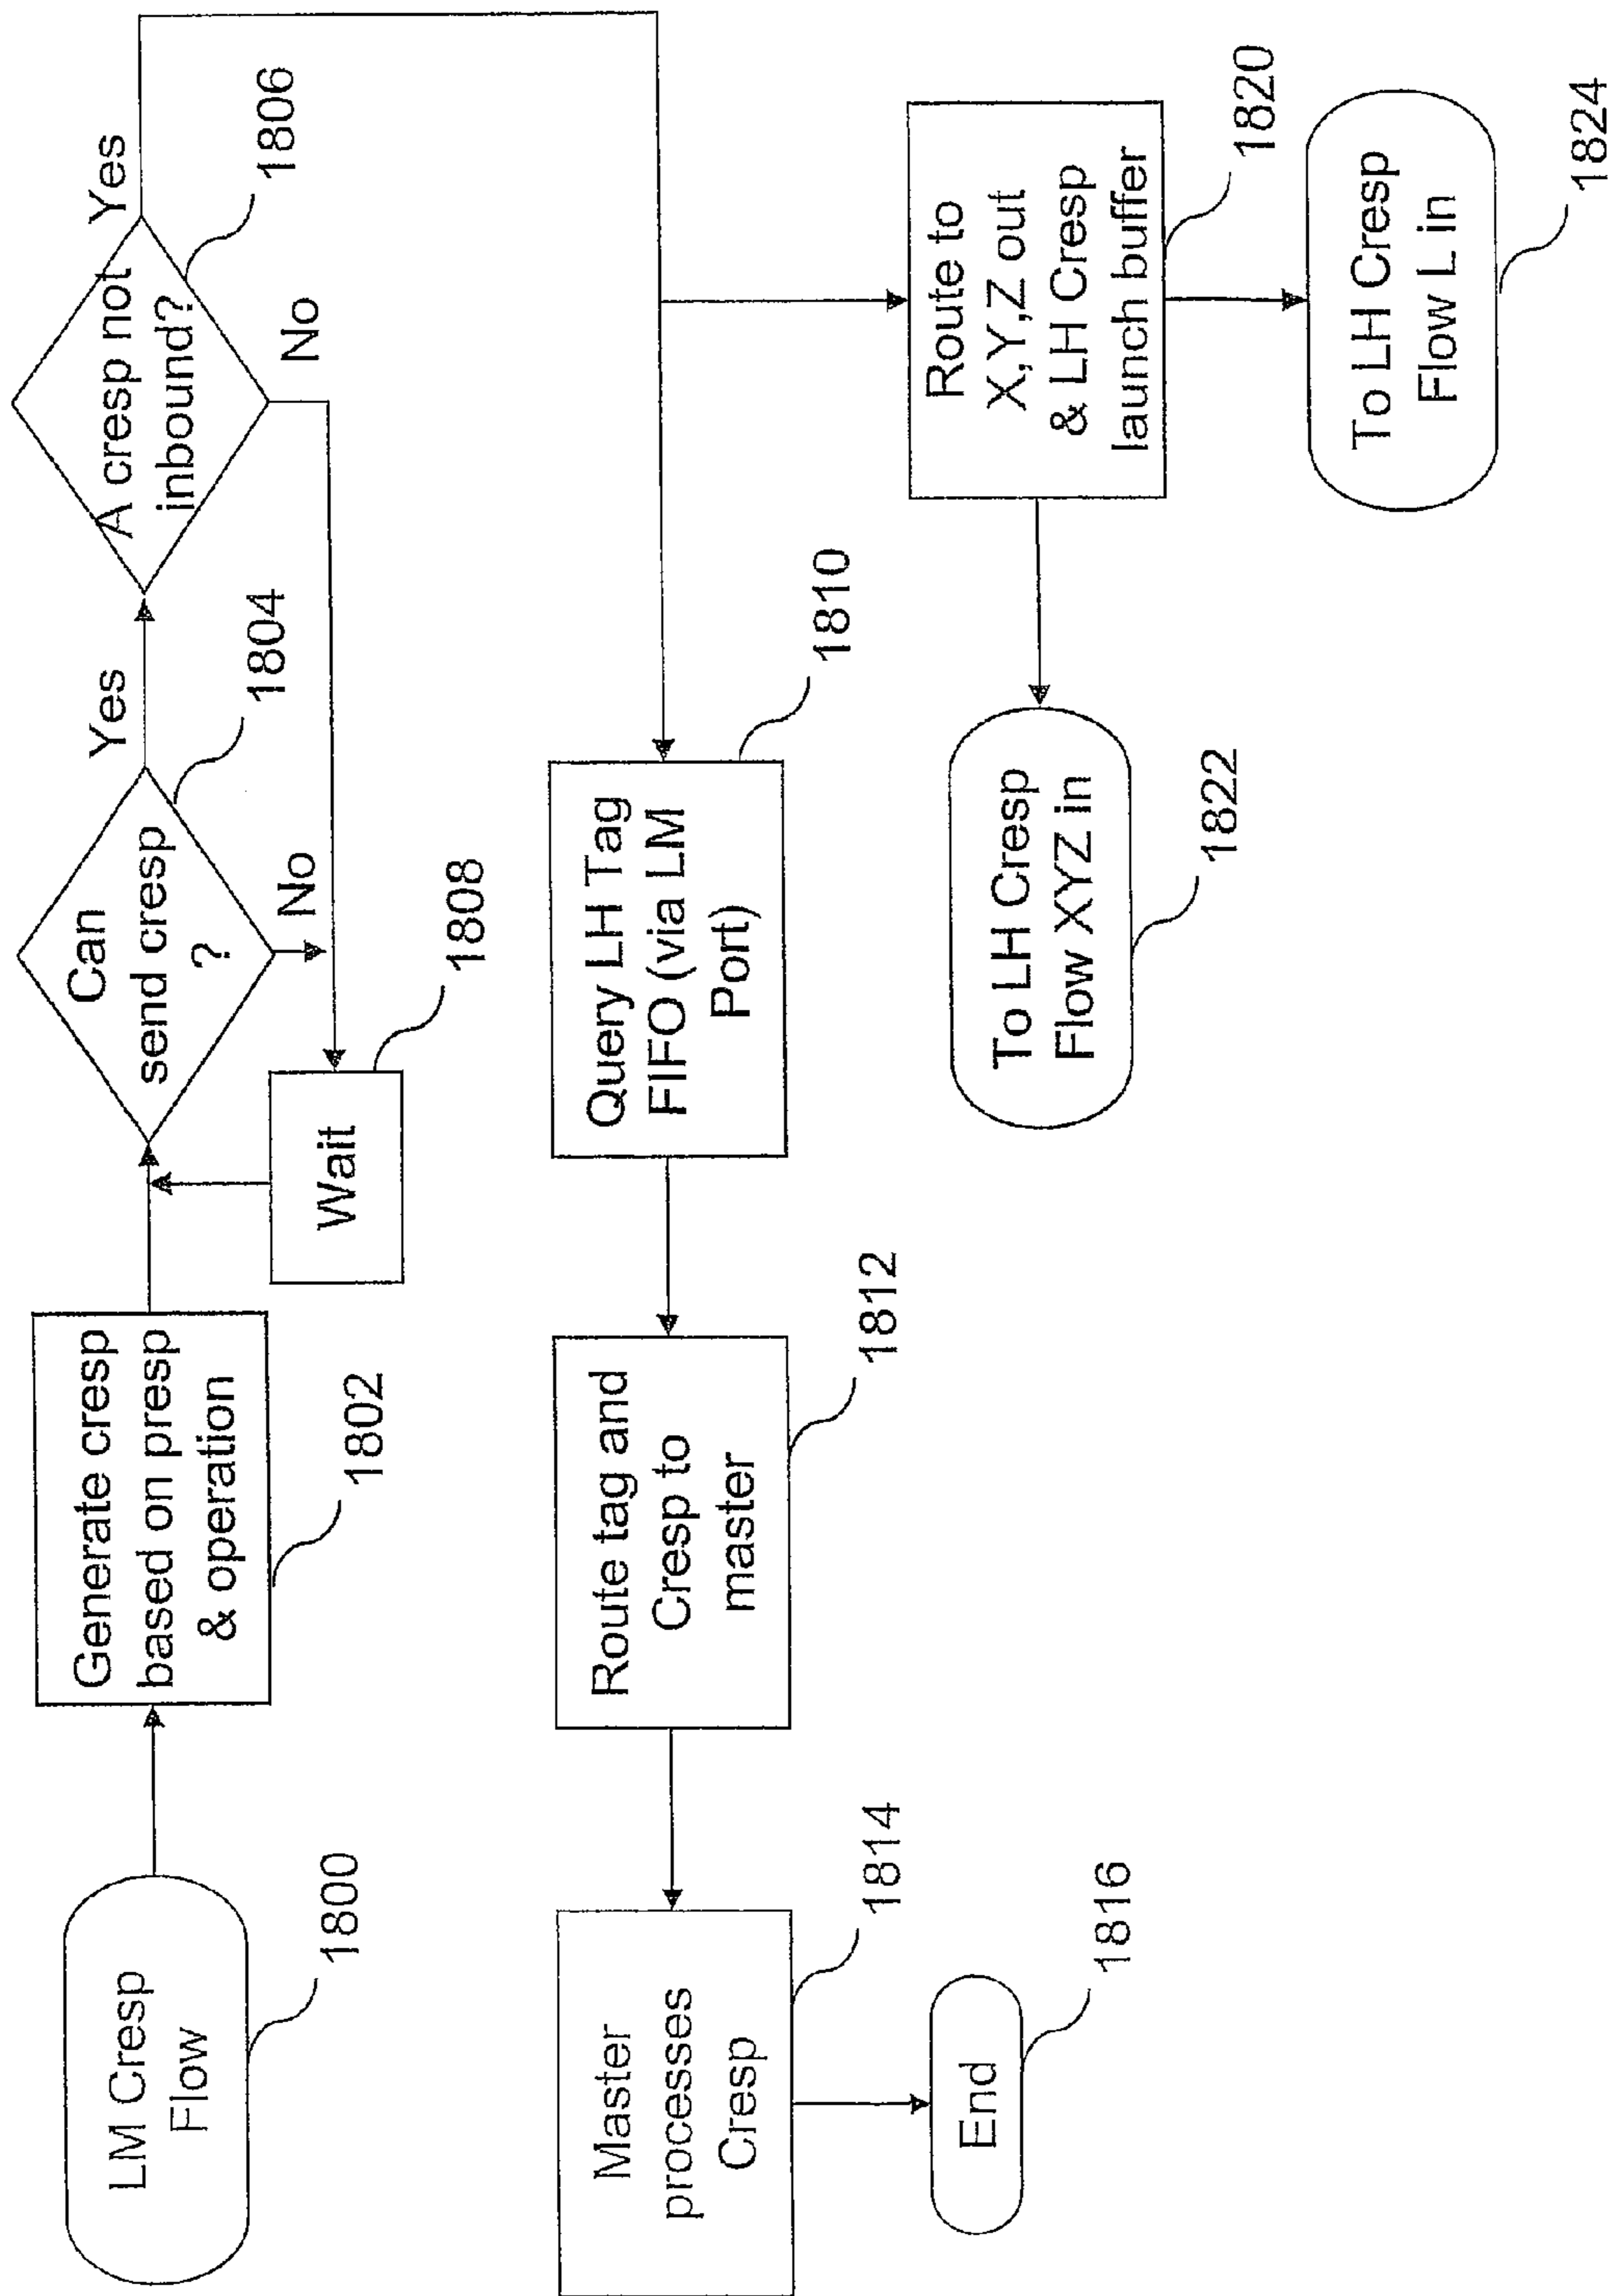 LM Cresp
Flow
1800
Generate cresp
based on presp
& operation
1802
Can
send cresp
?
1804
Yes
No
A cresp not
inbound?
1806
Yes
No
Wait
1808
Query LH Tag
FIFO (via LM
Port)
1810
Route tag and
Cresp to
master
1812
Master
processes
Cresp
1814
End
1816
Route to
X,Y,Z out
& LH Cresp
launch buffer
1820
To LH Cresp
Flow XYZ in
1822
To LH Cresp
Flow L in
1824